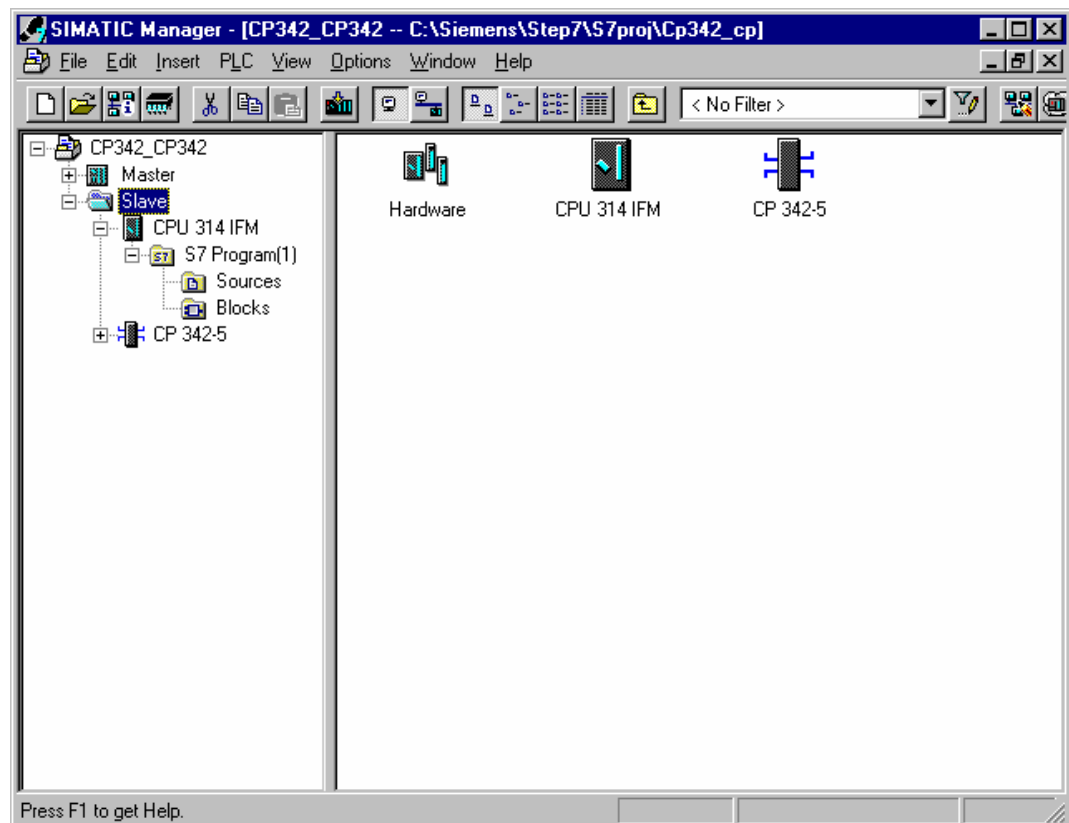 SIMATIC Manager - [CP342_CP342 -- C:\Siemens\Step7\S7proj\Cp342_cp]
File Edit Insert PLC View Options Window Help
< No Filter >
CP342_CP342
Master
Slave
CPU 314 IFM
S7 Program(1)
Sources
Blocks
CP 342-5
Hardware CPU 314 IFM CP 342-5
Press F1 to get Help.